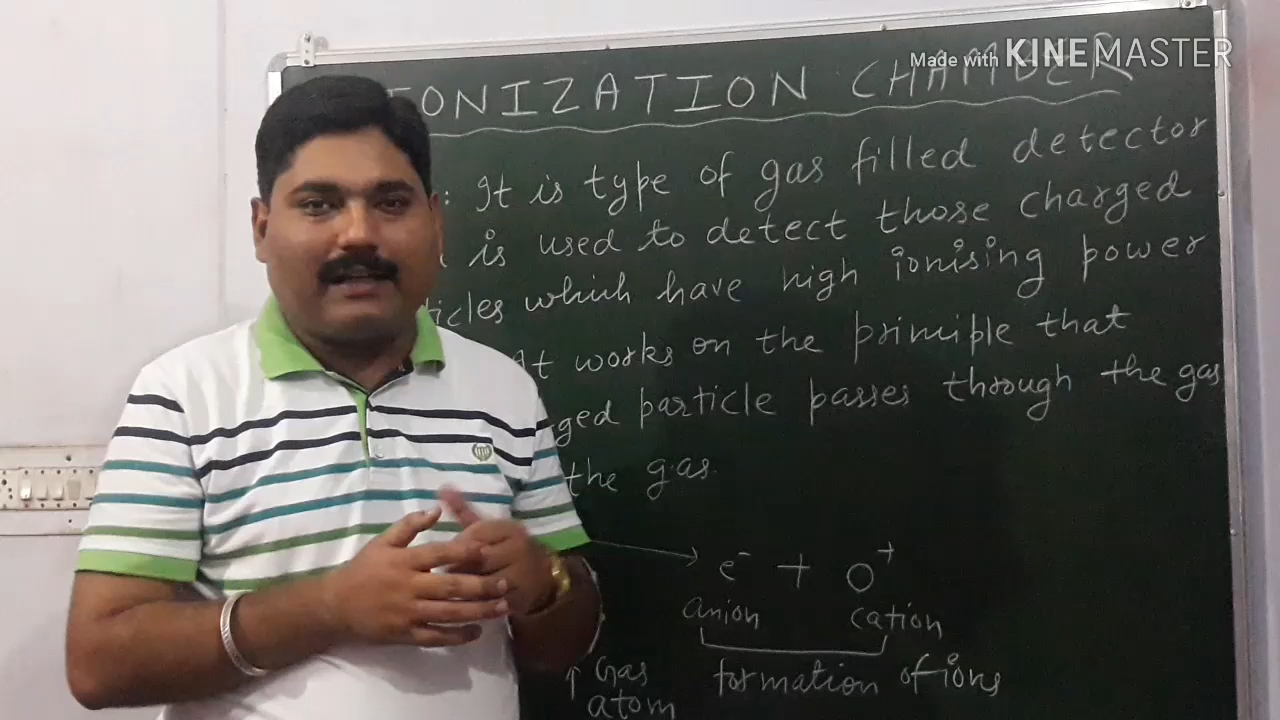 Made with KINEMASTER
IONIZATION CHAMBER
: It is type of gas filled detector
is used to detect those charged
ticles which have high ionising power
It works on the principle that
ged particle passes through the gas
the gas.
e⁻ + O⁺
anion cation
formation of ions
↑ Gas
atom